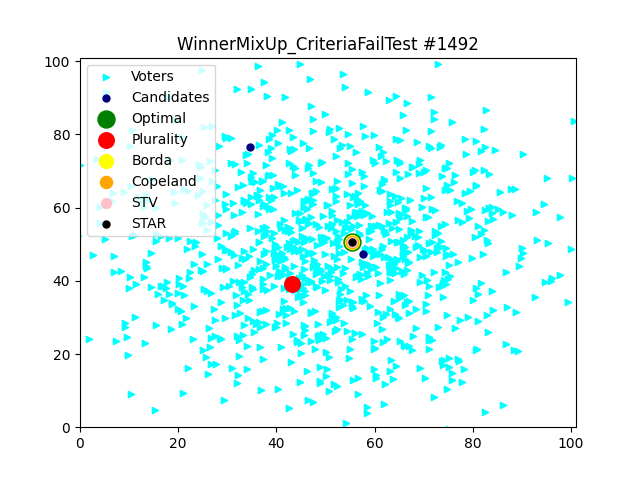 WinnerMixUp_CriteriaFailTest #1492
100
80
60
40
20
0
Voters
Candidates
Optimal
Plurality
Borda
Copeland
STV
STAR
0 20 40 60 80 100